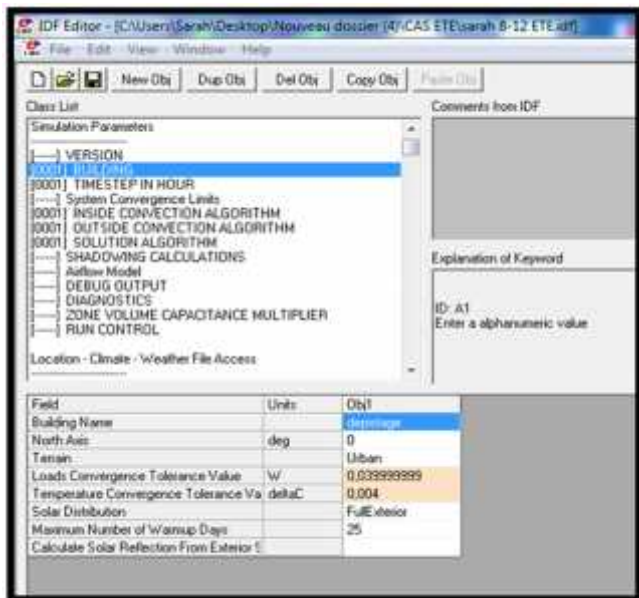 IDF Editor - [C:\Users\Sarah\Desktop\Nouveau dossier (4)\CAS ETE\sarah 8-12 ETE.idf]
File Edit View Window Help
New Obj Dup Obj Del Obj Copy Obj Paste Obj
Class List
Comments from IDF
Simulation Parameters
--------------------
[----] VERSION
[0001] BUILDING
[0001] TIMESTEP IN HOUR
[----] System Convergence Limits
[0001] INSIDE CONVECTION ALGORITHM
[0001] OUTSIDE CONVECTION ALGORITHM
[0001] SOLUTION ALGORITHM
[----] SHADOWING CALCULATIONS
[----] Airflow Model
[----] DEBUG OUTPUT
[----] DIAGNOSTICS
[----] ZONE VOLUME CAPACITANCE MULTIPLIER
[----] RUN CONTROL
Location - Climate - Weather File Access
--------------------
Explanation of Keyword
ID: A1
Enter a alphanumeric value
Field Units Obj1
Building Name
North Axis deg 0
Terrain Urban
Loads Convergence Tolerance Value W 0,039999999
Temperature Convergence Tolerance Va deltaC 0,004
Solar Distribution FullExterior
Maximum Number of Warmup Days 25
Calculate Solar Reflection From Exterior S